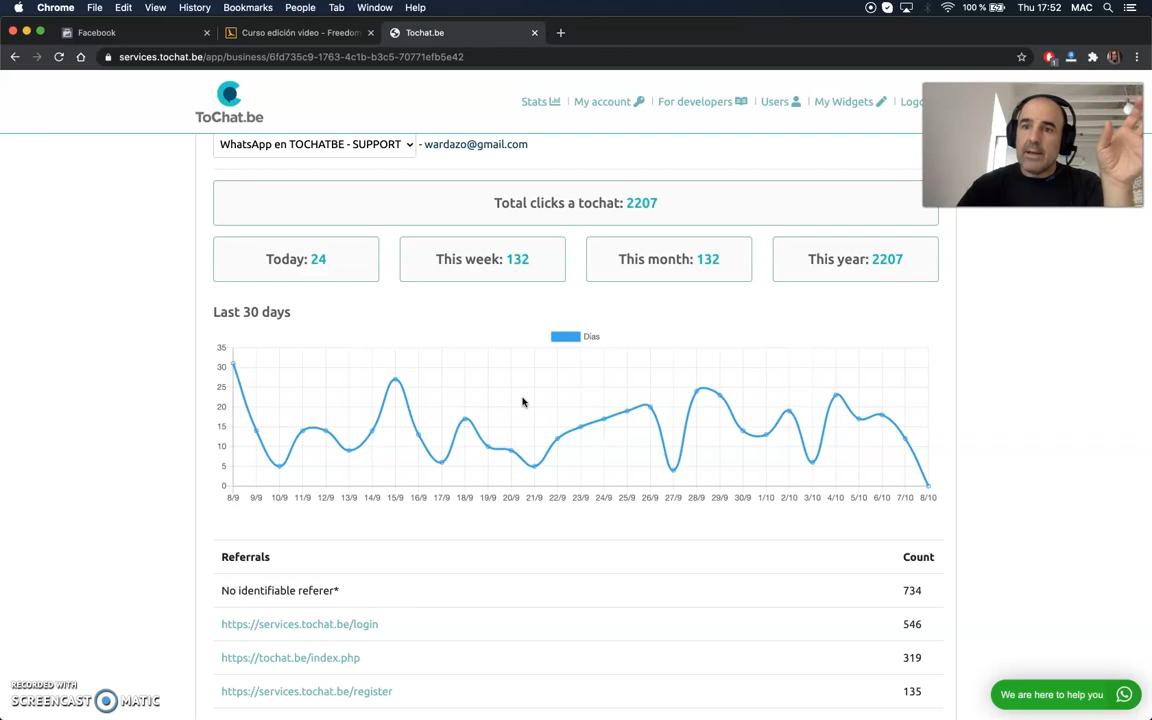 Chrome File Edit View History Bookmarks People Tab Window Help 100 % Thu 17:52 MAC
Facebook Curso edición video - Freedom Tochat.be
services.tochat.be/app/business/6fd735c9-1763-4c1b-b3c5-70771efb5e42
ToChat.be
Stats | My account | For developers | Users | My Widgets | Logo
WhatsApp en TOCHATBE - SUPPORT - wardazo@gmail.com
Total clicks a tochat: 2207
Today: 24 This week: 132 This month: 132 This year: 2207
Last 30 days
Días
35
30
25
20
15
10
5
0
8/9 9/9 10/9 11/9 12/9 13/9 14/9 15/9 16/9 17/9 18/9 19/9 20/9 21/9 22/9 23/9 24/9 25/9 26/9 27/9 28/9 29/9 30/9 1/10 2/10 3/10 4/10 5/10 6/10 7/10 8/10
Referrals Count
No identifiable referer* 734
https://services.tochat.be/login 546
https://tochat.be/index.php 319
https://services.tochat.be/register 135
RECORDED WITH
SCREENCAST MATIC
We are here to help you